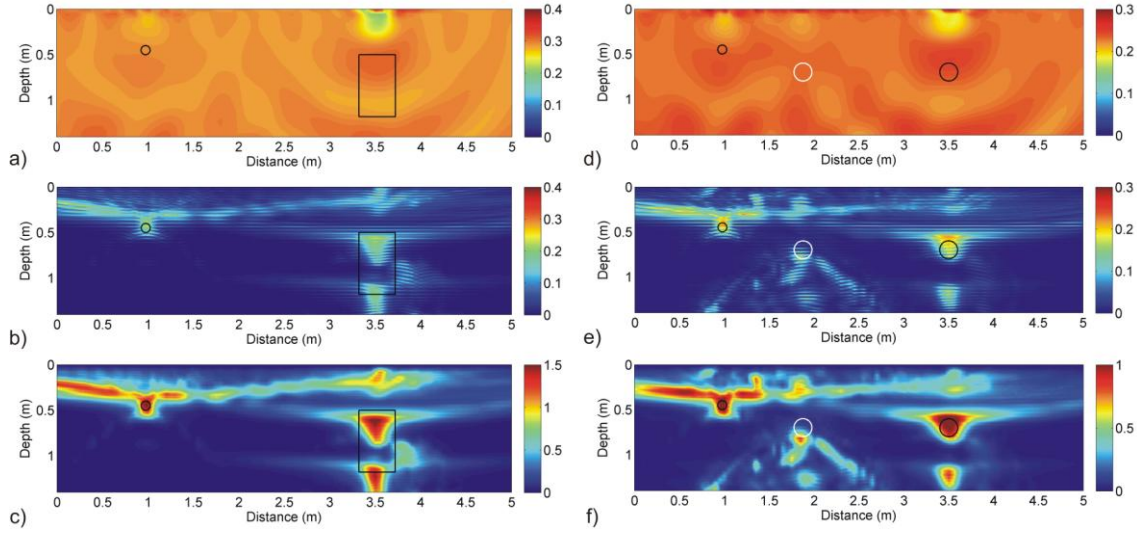 0 0.5 1 Depth (m)
0 0.5 1 1.5 2 2.5 3 3.5 4 4.5 5
Distance (m)
0.4 0.3 0.2 0.1 0
a)
0 0.5 1 Depth (m)
0 0.5 1 1.5 2 2.5 3 3.5 4 4.5 5
Distance (m)
0.3 0.2 0.1 0
d)
0 0.5 1 Depth (m)
0 0.5 1 1.5 2 2.5 3 3.5 4 4.5 5
Distance (m)
0.4 0.3 0.2 0.1 0
b)
0 0.5 1 Depth (m)
0 0.5 1 1.5 2 2.5 3 3.5 4 4.5 5
Distance (m)
0.3 0.2 0.1 0
e)
0 0.5 1 Depth (m)
0 0.5 1 1.5 2 2.5 3 3.5 4 4.5 5
Distance (m)
1.5 1 0.5 0
c)
0 0.5 1 Depth (m)
0 0.5 1 1.5 2 2.5 3 3.5 4 4.5 5
Distance (m)
1 0.5 0
f)